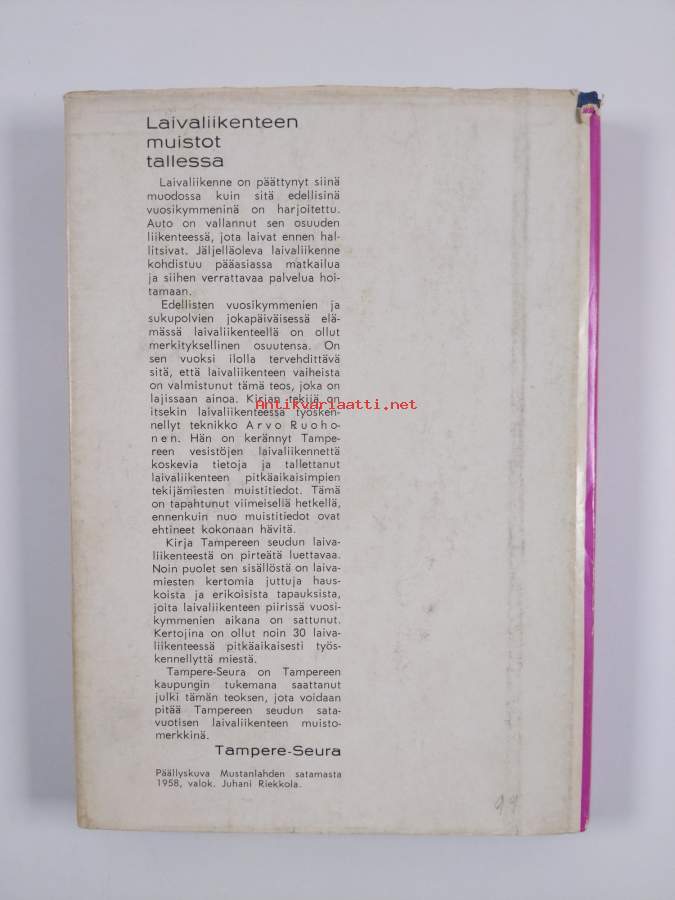 Laivaliikenteen
muistot
tallessa
Laivaliikenne on päättynyt siinä
muodossa kuin sitä edellisinä
vuosikymmeninä on harjoitettu.
Auto on vallannut sen osuuden
liikenteessä, jota laivat ennen hal-
litsivat. Jäljelläoleva laivaliikenne
kohdistuu pääasiassa matkailua
ja siihen verrattavaa palvelua hoi-
tamaan.
Edellisten vuosikymmenien ja
sukupolvien jokapäiväisessä elä-
mässä laivaliikenteellä on ollut
merkityksellinen osuutensa. On
sen vuoksi ilolla tervehdittävä
sitä, että laivaliikenteen vaiheista
on valmistunut tämä teos, joka on
lajissaan ainoa. Kirjan tekijä on
Antikvariaatti.net
itsekin laivaliikenteessä työsken-
nellyt teknikko Arvo Ruoho-
nen. Hän on kerännyt Tampe-
reen vesistöjen laivaliikennettä
koskevia tietoja ja tallettanut
laivaliikenteen pitkäaikaisimpien
tekijämiesten muistitiedot. Tämä
on tapahtunut viimeisellä hetkellä,
ennenkuin nuo muistitiedot ovat
ehtineet kokonaan hävitä.
Kirja Tampereen seudun laiva-
liikenteestä on pirteätä luettavaa.
Noin puolet sen sisällöstä on laiva-
miesten kertomia juttuja haus-
koista ja erikoisista tapauksista,
joita laivaliikenteen piirissä vuosi-
kymmenien aikana on sattunut.
Kertojina on ollut noin 30 laiva-
liikenteessä pitkäaikaisesti työs-
kennellyttä miestä.
Tampere-Seura on Tampereen
kaupungin tukemana saattanut
julki tämän teoksen, jota voidaan
pitää Tampereen seudun sata-
vuotisen laivaliikenteen muisto-
merkkinä.
Tampere-Seura
Päällyskuva Mustanlahden satamasta
1958, valok. Juhani Riekkola.